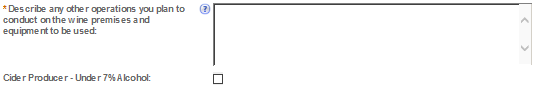 *Describe any other operations you plan to
conduct on the wine premises and
equipment to be used:
?
Cider Producer - Under 7% Alcohol: